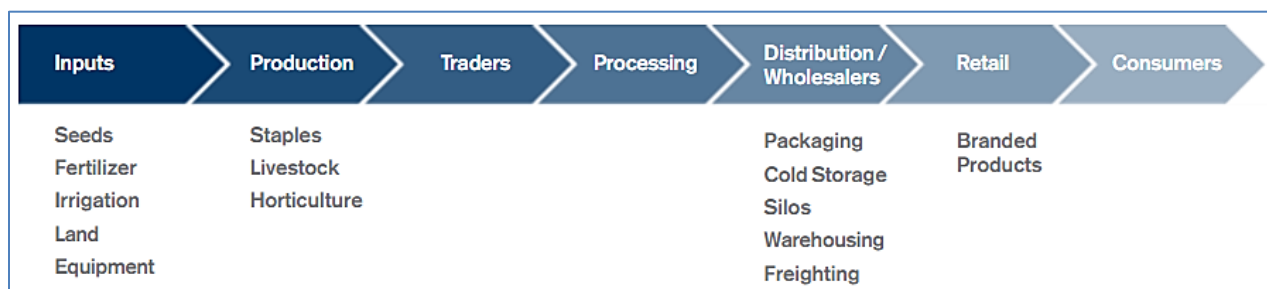 Inputs
Production
Traders
Processing
Distribution /
Wholesalers
Retail
Consumers
Seeds
Fertilizer
Irrigation
Land
Equipment
Staples
Livestock
Horticulture
Packaging
Cold Storage
Silos
Warehousing
Freighting
Branded
Products